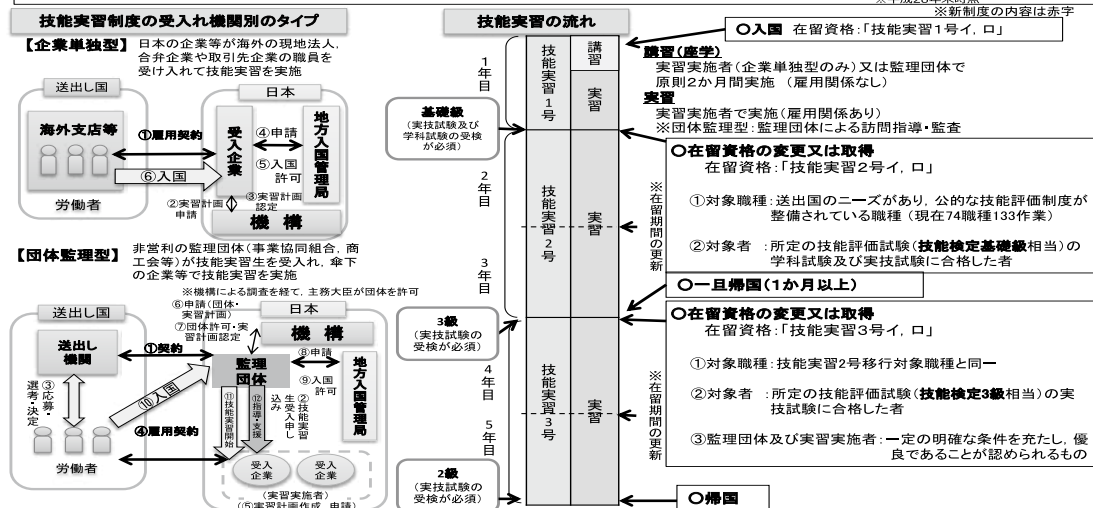 ※平成28年末時点
※新制度の内容は赤字
技能実習制度の受入れ機関別のタイプ
【企業単独型】
日本の企業等が海外の現地法人,
合弁企業や取引先企業の職員を
受け入れて技能実習を実施
送出し国
日本
海外支店等
労働者
①雇用契約
⑥入国
受入企業
④申請
⑤入国
許可
地方入国管理局
②実習計画
申請
③実習計画
認定
機構
【団体監理型】
非営利の監理団体(事業協同組合, 商
工会等)が技能実習生を受入れ, 傘下
の企業等で技能実習を実施
※機構による調査を経て, 主務大臣が団体を許可
送出し国
日本
⑥申請(団体・
実習計画)
⑦団体許可・実
習計画認定
機構
送出し
機関
①契約
監理
団体
⑧申請
⑨入国
許可
地方入国管理局
③応募・
選考・決定
⑩入国
④雇用契約
労働者
⑪技能実習開始
⑫指導・支援
②技能実習
生受入申し
込み
受入
企業
受入
企業
(実習実施者)
(⑤実習計画作成, 申請)
技能実習の流れ
1年目
2年目
3年目
4年目
5年目
技能実習1号
講習
実習
技能実習2号
実習
技能実習3号
実習
基礎級
(実技試験及び
学科試験の受検
が必須)
3級
(実技試験の
受検が必須)
2級
(実技試験の
受検が必須)
※在留期間の更新
※在留期間の更新
○入国 在留資格:「技能実習1号イ, ロ」
講習(座学)
実習実施者(企業単独型のみ)又は監理団体で
原則2か月間実施 (雇用関係なし)
実習
実習実施者で実施(雇用関係あり)
※団体監理型:監理団体による訪問指導・監査
○在留資格の変更又は取得
在留資格:「技能実習2号イ, ロ」
①対象職種:送出国のニーズがあり, 公的な技能評価制度が
整備されている職種 (現在74職種133作業)
②対象者 :所定の技能評価試験(技能検定基礎級相当)の
学科試験及び実技試験に合格した者
○一旦帰国(1か月以上)
○在留資格の変更又は取得
在留資格:「技能実習3号イ, ロ」
①対象職種:技能実習2号移行対象職種と同一
②対象者 :所定の技能評価試験(技能検定3級相当)の実
技試験に合格した者
③監理団体及び実習実施者:一定の明確な条件を充たし, 優
良であることが認められるもの
○帰国